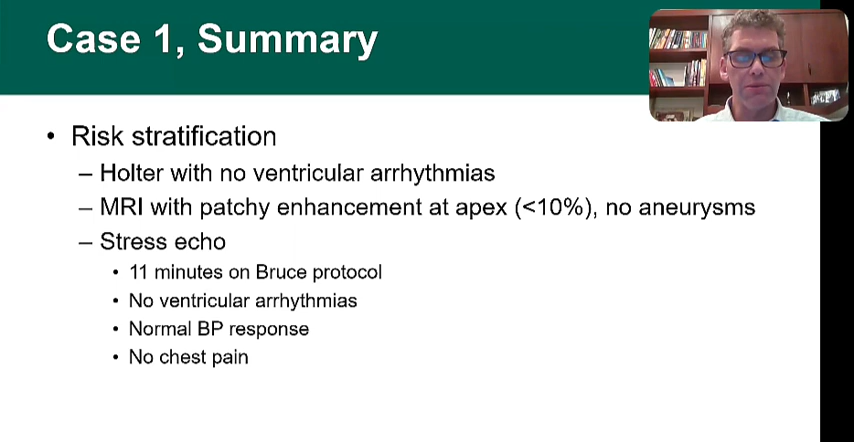 Case 1, Summary
• Risk stratification
– Holter with no ventricular arrhythmias
– MRI with patchy enhancement at apex (<10%), no aneurysms
– Stress echo
• 11 minutes on Bruce protocol
• No ventricular arrhythmias
• Normal BP response
• No chest pain